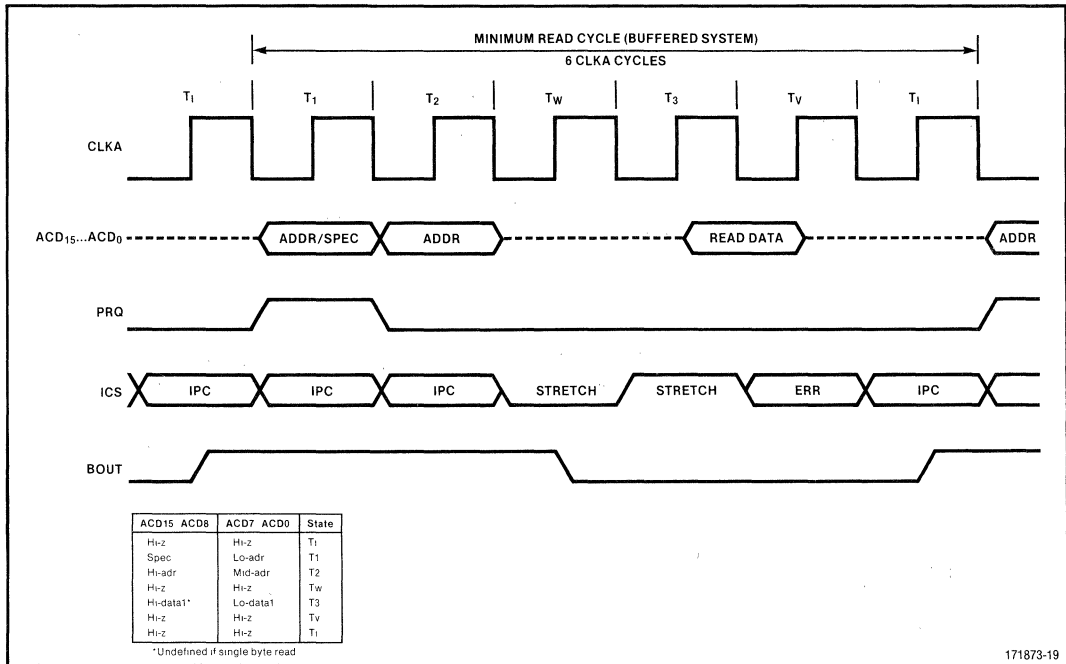 MINIMUM READ CYCLE (BUFFERED SYSTEM)
6 CLKA CYCLES
TI T1 T2 TW T3 TV TI
CLKA
ACD15...ACD0 ADDR/SPEC ADDR READ DATA ADDR
PRQ
ICS IPC IPC IPC STRETCH STRETCH ERR IPC
BOUT
ACD15 ACD8 ACD7 ACD0 State
Hi-z Hi-z TI
Spec Lo-adr T1
Hi-adr Mid-adr T2
Hi-z Hi-z TW
Hi-data1* Lo-data1 T3
Hi-z Hi-z TV
Hi-z Hi-z TI
*Undefined if single byte read
171873-19